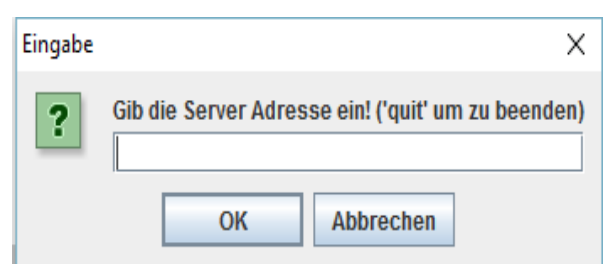 Eingabe
?
Gib die Server Adresse ein! ('quit' um zu beenden)
OK Abbrechen